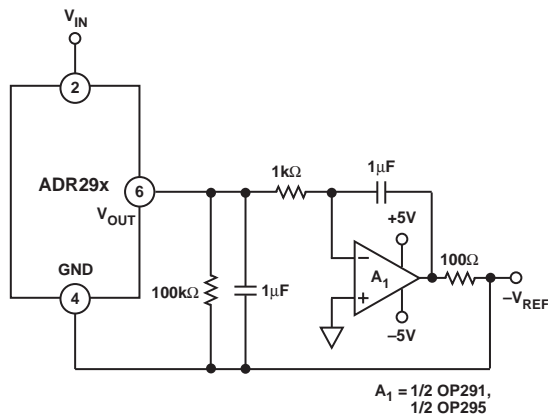 V_IN
2
ADR29x
6
V_OUT
GND
4
1kΩ
1μF
+5V
−
A_1
+
−5V
100Ω
−V_REF
100kΩ
1μF
A_1 = 1/2 OP291,
1/2 OP295